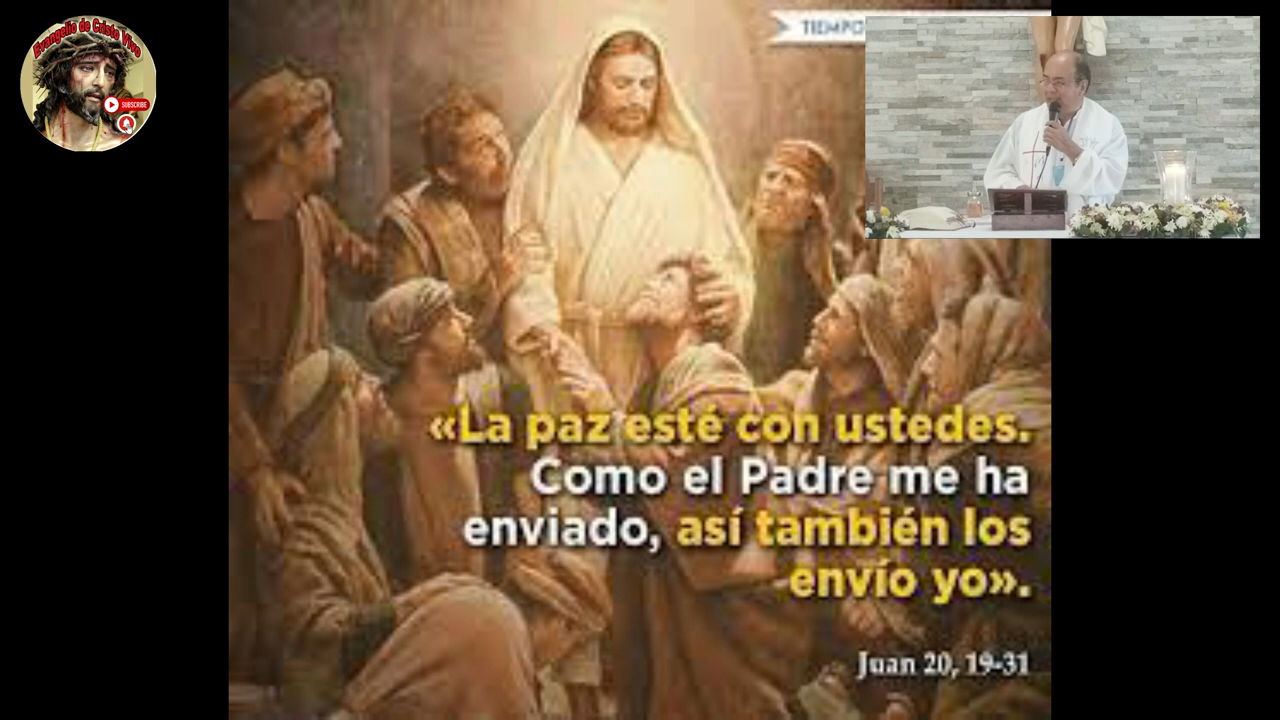 Evangelio de Cristo Vivo
SUBSCRIBE
TIEMPO
«La paz esté con ustedes.
Como el Padre me ha
enviado, así también los
envío yo».
Juan 20, 19-31